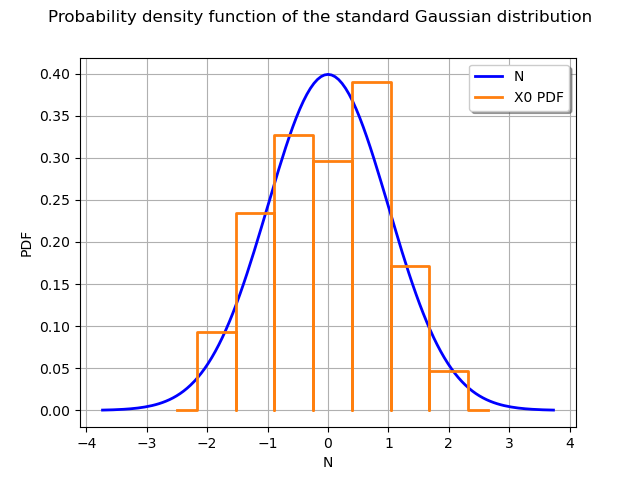 Probability density function of the standard Gaussian distribution
N
X0 PDF
0.40
0.35
0.30
0.25
0.20
0.15
0.10
0.05
0.00
PDF
−4 −3 −2 −1 0 1 2 3 4
N